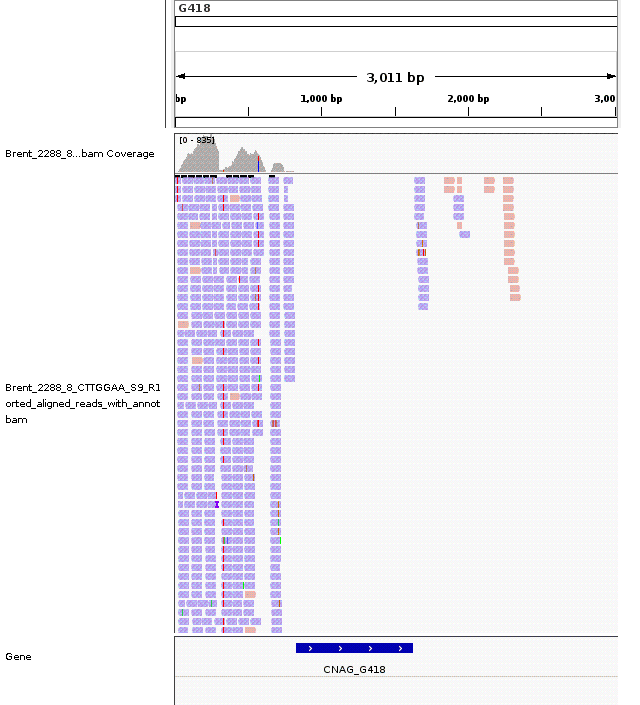 G418
3,011 bp
bp
1,000 bp
2,000 bp
3,00
[0 - 835]
Brent_2288_8...bam Coverage
Brent_2288_8_CTTGGAA_S9_R1
orted_aligned_reads_with_annot
bam
Gene
CNAG_G418